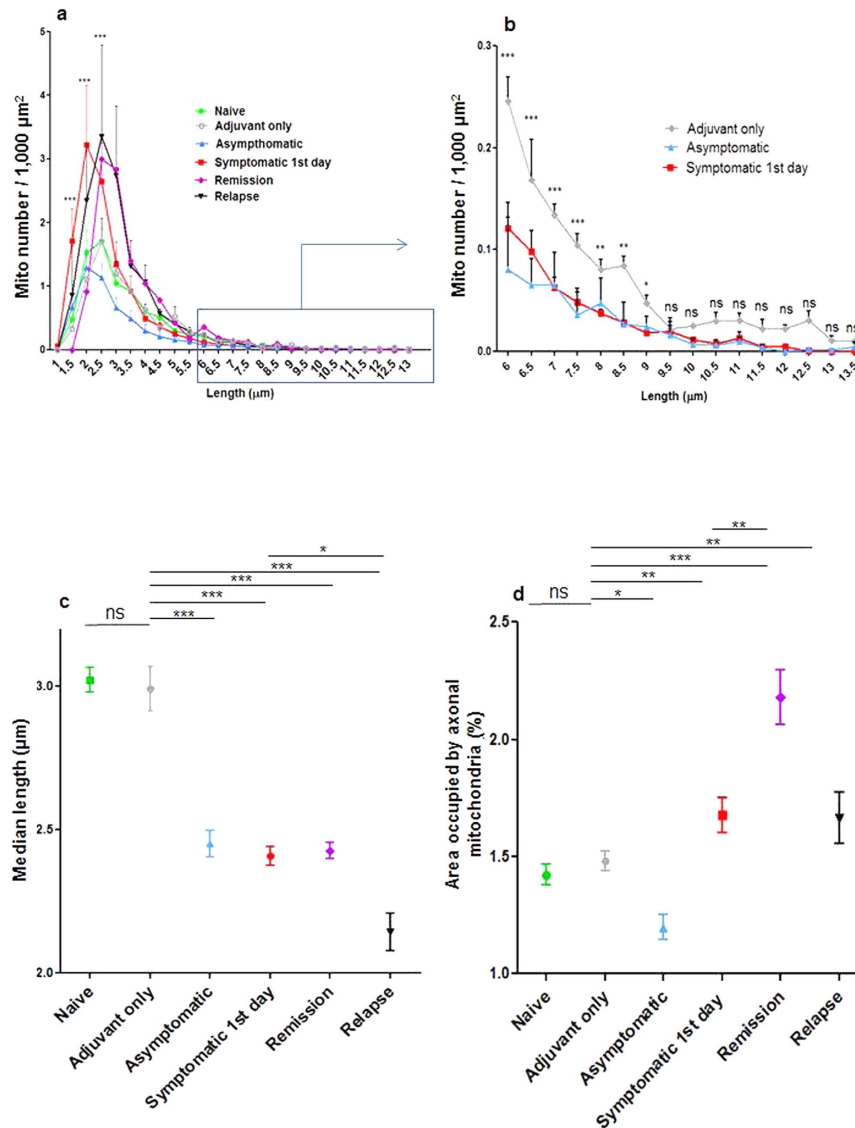 a
Mito number / 1,000 µm²
5
4
3
2
1
0
***
***
***
Naive
Adjuvant only
Asympthomatic
Symptomatic 1st day
Remission
Relapse
1 1.5 2 2.5 3 3.5 4 4.5 5 5.5 6 6.5 7 7.5 8 8.5 9 9.5 10 10.5 11 11.5 12 12.5 13
Length (µm)
b
Mito number / 1,000 µm²
0.3
0.2
0.1
0.0
*** *** *** *** ** ** * ns ns ns ns ns ns ns ns ns
Adjuvant only
Asymptomatic
Symptomatic 1st day
6 6.5 7 7.5 8 8.5 9 9.5 10 10.5 11 11.5 12 12.5 13 13.5
Length (µm)
c
*
***
***
***
ns ***
Median length (µm)
3.0
2.5
2.0
Naive
Adjuvant only
Asymptomatic
Symptomatic 1st day
Remission
Relapse
d
**
**
***
**
ns *
Area occupied by axonal
mitochondria (%)
2.5
2.0
1.5
1.0
Naive
Adjuvant only
Asymptomatic
Symptomatic 1st day
Remission
Relapse